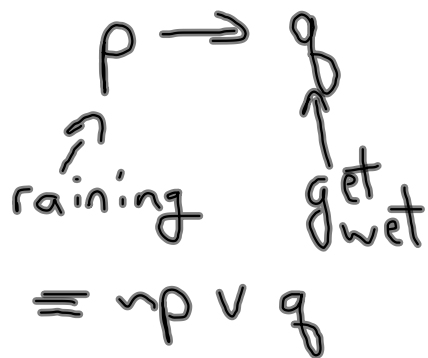 p → q
raining get wet
≡ ~p ∨ q